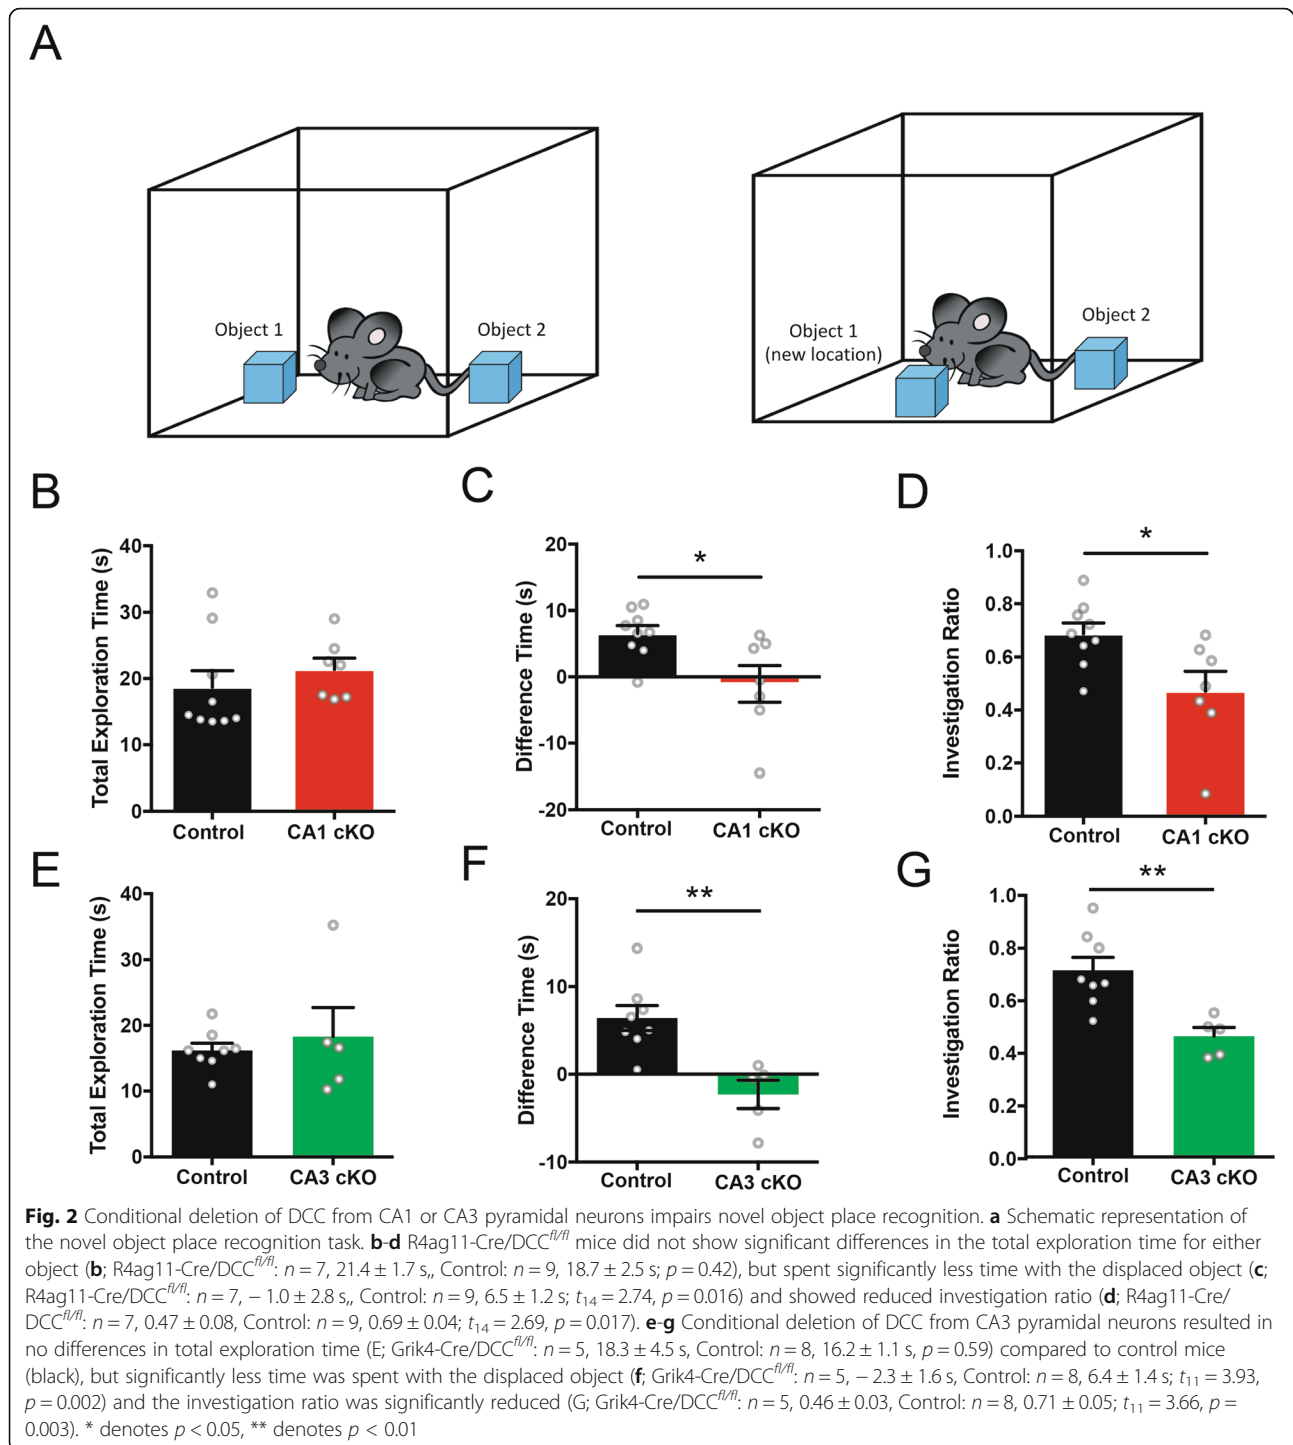 A
Object 1
Object 2
Object 1
(new location)
Object 2
B
Total Exploration Time (s)
40
30
20
10
0
Control
CA1 cKO
C
Difference Time (s)
20
10
0
-10
-20
*
Control
CA1 cKO
D
Investigation Ratio
1.0
0.8
0.6
0.4
0.2
0.0
*
Control
CA1 cKO
E
Total Exploration Time (s)
40
30
20
10
0
Control
CA3 cKO
F
Difference Time (s)
20
10
0
-10
**
Control
CA3 cKO
G
Investigation Ratio
1.0
0.8
0.6
0.4
0.2
0.0
**
Control
CA3 cKO
Fig. 2 Conditional deletion of DCC from CA1 or CA3 pyramidal neurons impairs novel object place recognition. a Schematic representation of
the novel object place recognition task. b-d R4ag11-Cre/DCCfl/fl mice did not show significant differences in the total exploration time for either
object (b; R4ag11-Cre/DCCfl/fl: n = 7, 21.4 ± 1.7 s,, Control: n = 9, 18.7 ± 2.5 s; p = 0.42), but spent significantly less time with the displaced object (c;
R4ag11-Cre/DCCfl/fl: n = 7, − 1.0 ± 2.8 s,, Control: n = 9, 6.5 ± 1.2 s; t14 = 2.74, p = 0.016) and showed reduced investigation ratio (d; R4ag11-Cre/
DCCfl/fl: n = 7, 0.47 ± 0.08, Control: n = 9, 0.69 ± 0.04; t14 = 2.69, p = 0.017). e-g Conditional deletion of DCC from CA3 pyramidal neurons resulted in
no differences in total exploration time (E; Grik4-Cre/DCCfl/fl: n = 5, 18.3 ± 4.5 s, Control: n = 8, 16.2 ± 1.1 s, p = 0.59) compared to control mice
(black), but significantly less time was spent with the displaced object (f; Grik4-Cre/DCCfl/fl: n = 5, − 2.3 ± 1.6 s, Control: n = 8, 6.4 ± 1.4 s; t11 = 3.93,
p = 0.002) and the investigation ratio was significantly reduced (G; Grik4-Cre/DCCfl/fl: n = 5, 0.46 ± 0.03, Control: n = 8, 0.71 ± 0.05; t11 = 3.66, p =
0.003). * denotes p < 0.05, ** denotes p < 0.01